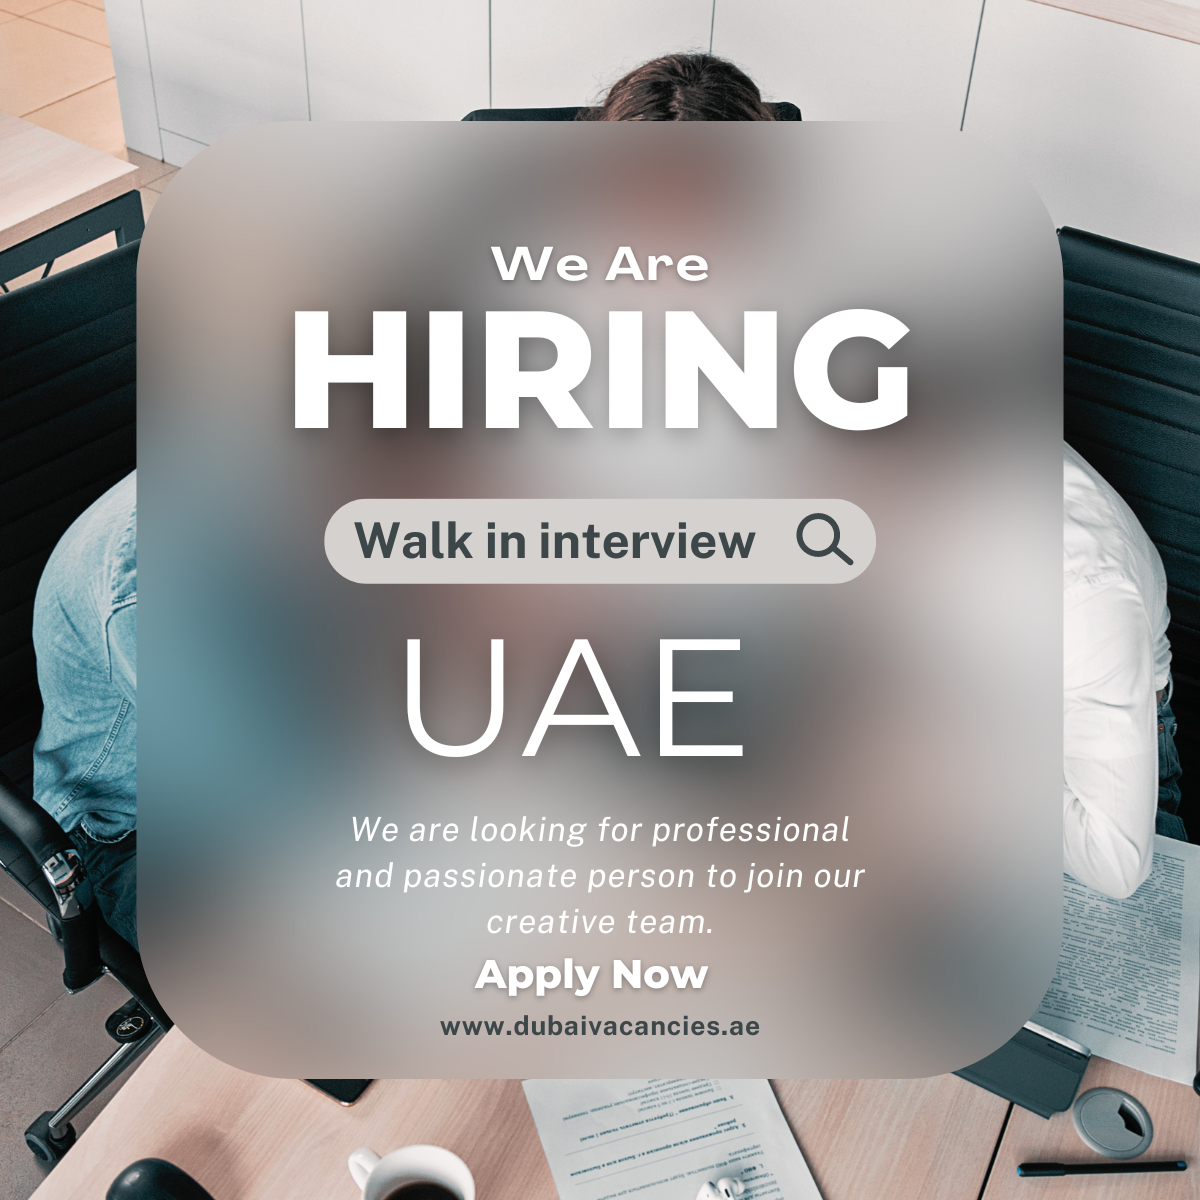 We Are
HIRING
Walk in interview
UAE
We are looking for professional
and passionate person to join our
creative team.
Apply Now
www.dubaivacancies.ae